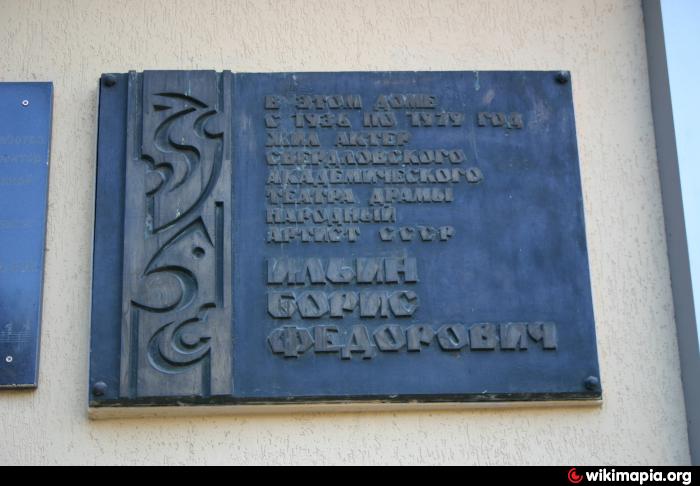 В ЭТОМ ДОМЕ
С 1936 ПО 1979 ГОД
ЖИЛ АКТЕР
СВЕРДЛОВСКОГО
АКАДЕМИЧЕСКОГО
ТЕАТРА ДРАМЫ
НАРОДНЫЙ
АРТИСТ СССР
ИЛЬИН
БОРИС
ФЕДОРОВИЧ
wikimapia.org